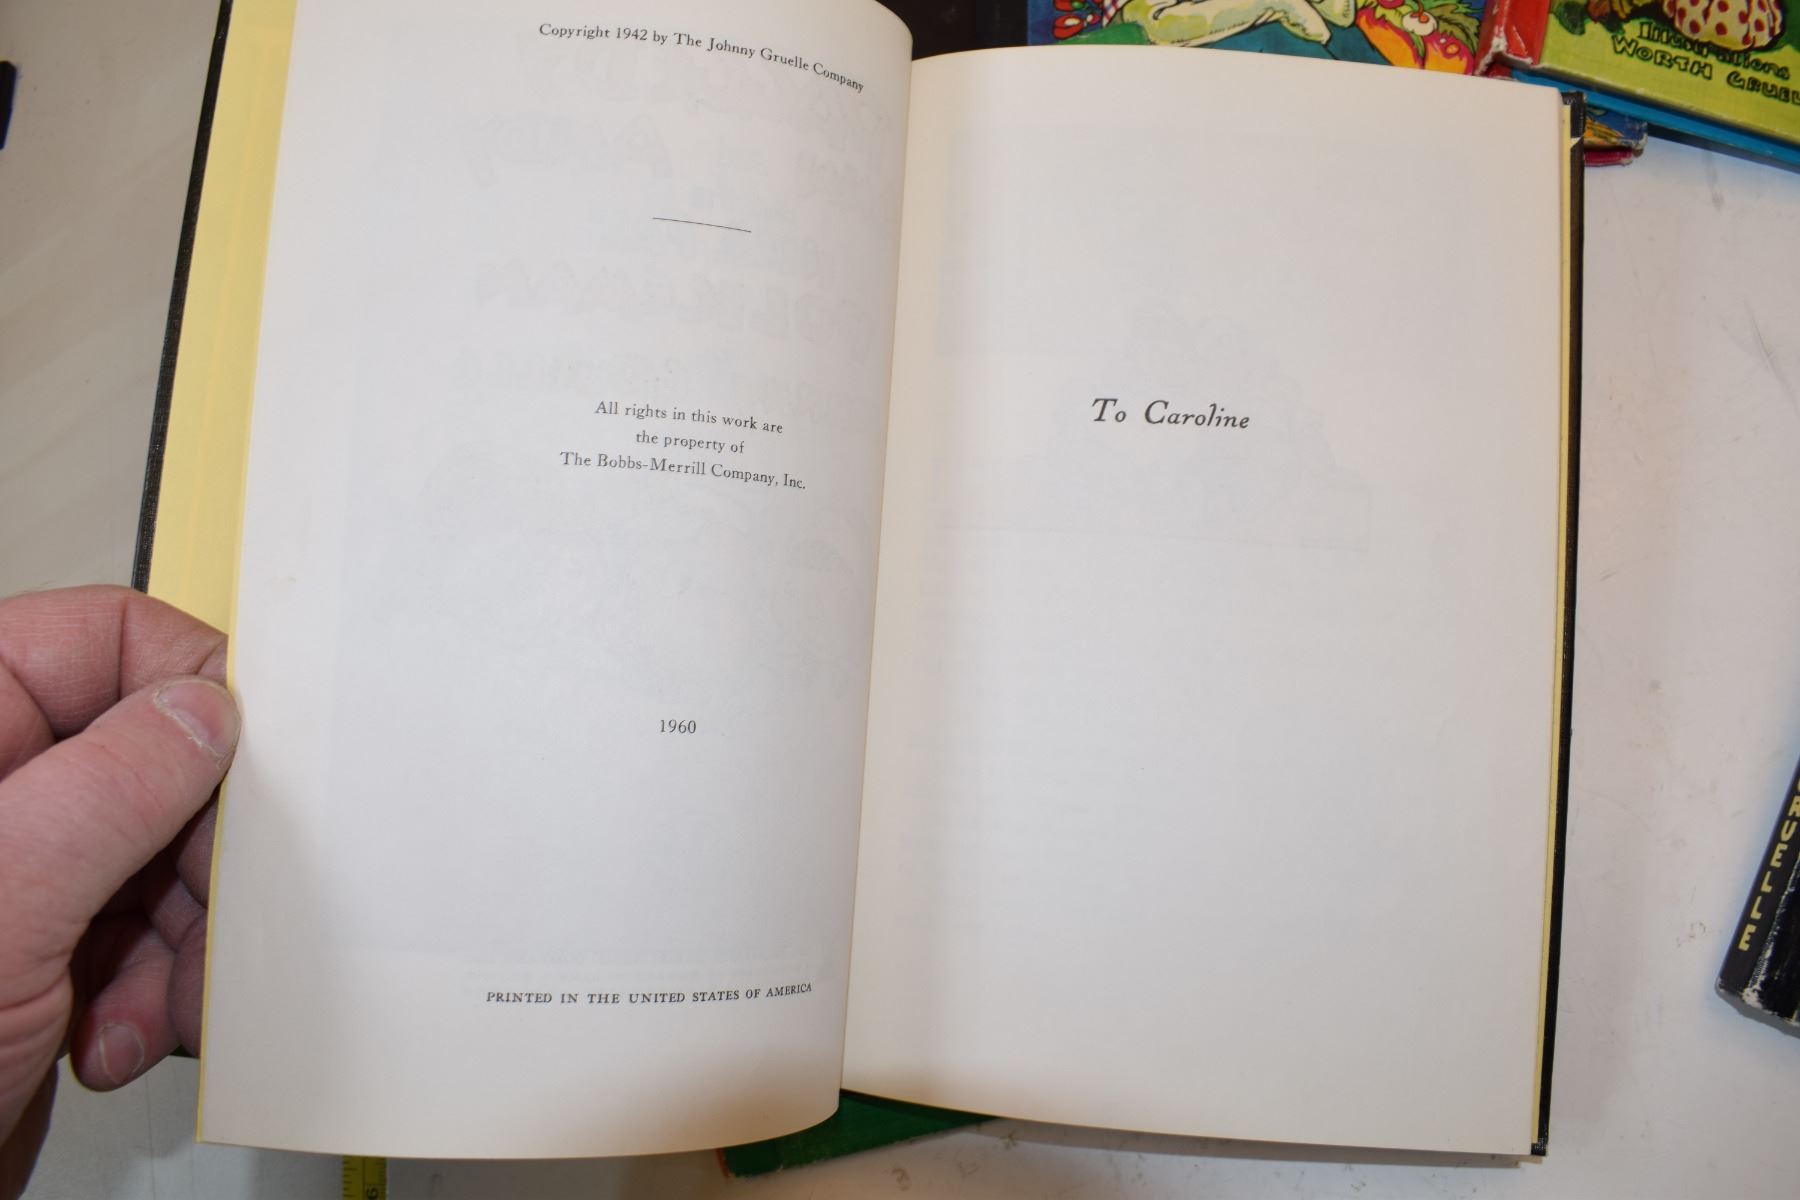 Copyright 1942 by The Johnny Gruelle Company
All rights in this work are
the property of
The Bobbs-Merrill Company, Inc.
1960
PRINTED IN THE UNITED STATES OF AMERICA
To Caroline
Illustrations
WORTH GRUEL
RUELLE